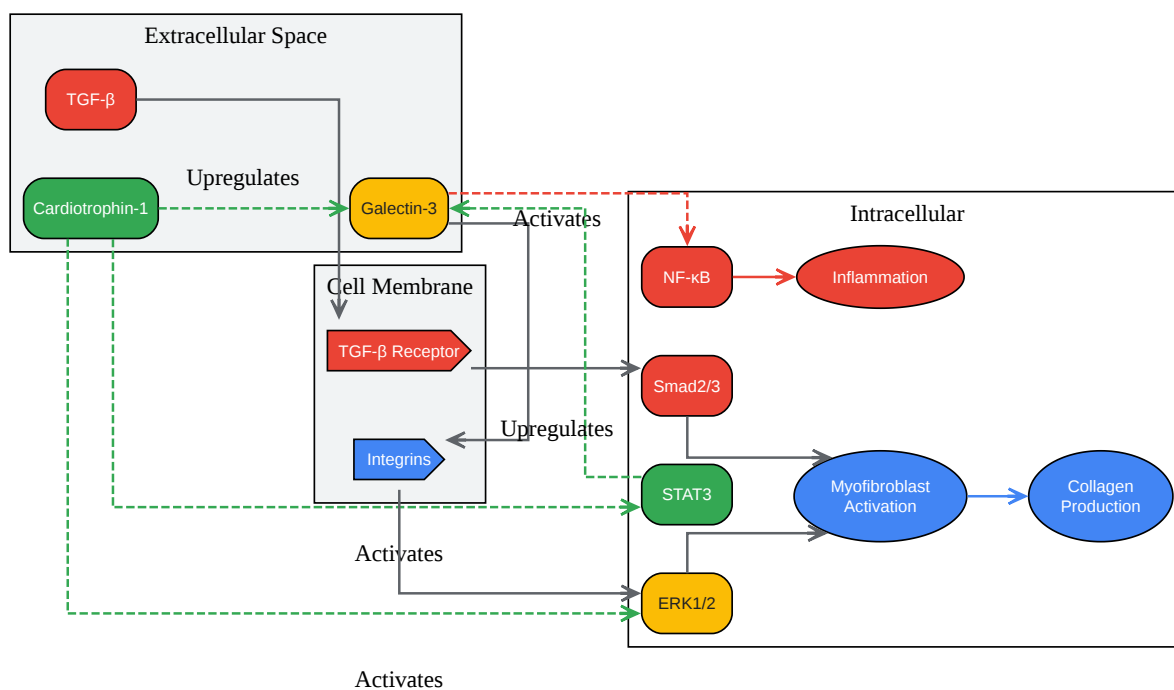 Extracellular Space
TGF-β
Upregulates
Cardiotrophin-1
Galectin-3
Activates
Intracellular
NF-κB
Inflammation
Cell Membrane
TGF-β Receptor
Smad2/3
Upregulates
Integrins
STAT3
Myofibroblast
Activation
Collagen
Production
Activates
ERK1/2
Activates